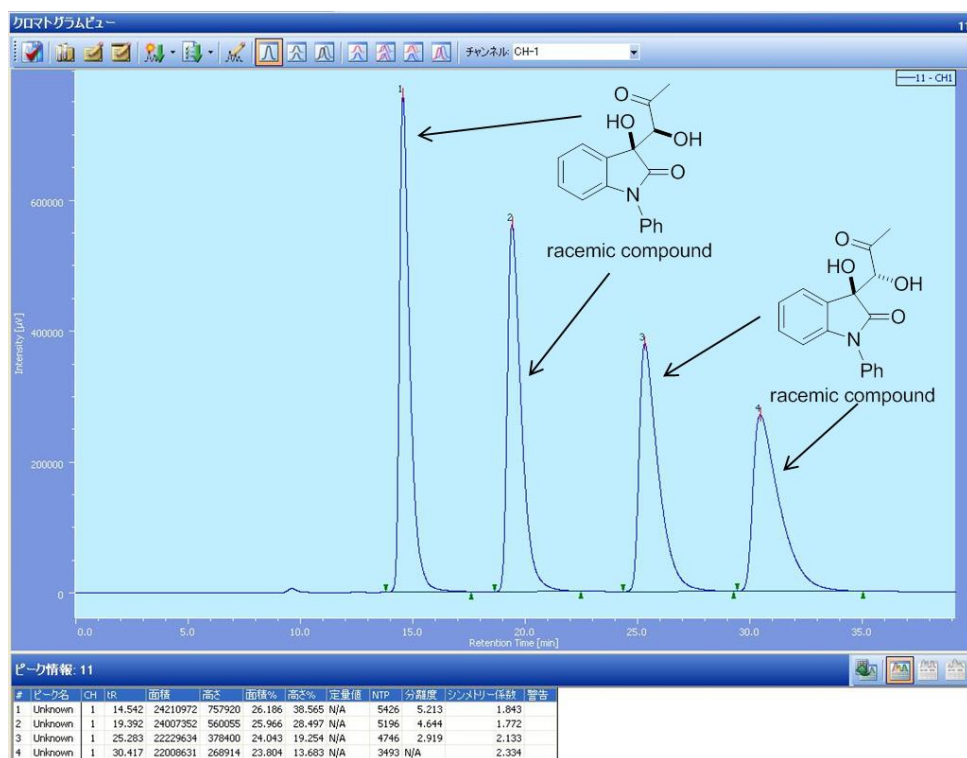 クロマトグラムビュー 11
チャンネル: CH-1
11 - CH1
1
2
3
4
O
HO
OH
O
N
Ph
racemic compound
O
HO
OH
O
N
Ph
racemic compound
600000
400000
200000
0
Intensity [µV]
0.0 5.0 10.0 15.0 20.0 25.0 30.0 35.0
Retention Time [min]
ピーク情報: 11
# ピーク名 CH tR 面積 高さ 面積% 高さ% 定量値 NTP 分離度 シンメトリー係数 警告
1 Unknown 1 14.542 24210972 757920 26.186 38.565 N/A 5426 5.213 1.843
2 Unknown 1 19.392 24007352 560055 25.966 28.497 N/A 5196 4.644 1.772
3 Unknown 1 25.283 22229634 378400 24.043 19.254 N/A 4746 2.919 2.133
4 Unknown 1 30.417 22008631 268914 23.804 13.683 N/A 3493 N/A 2.334